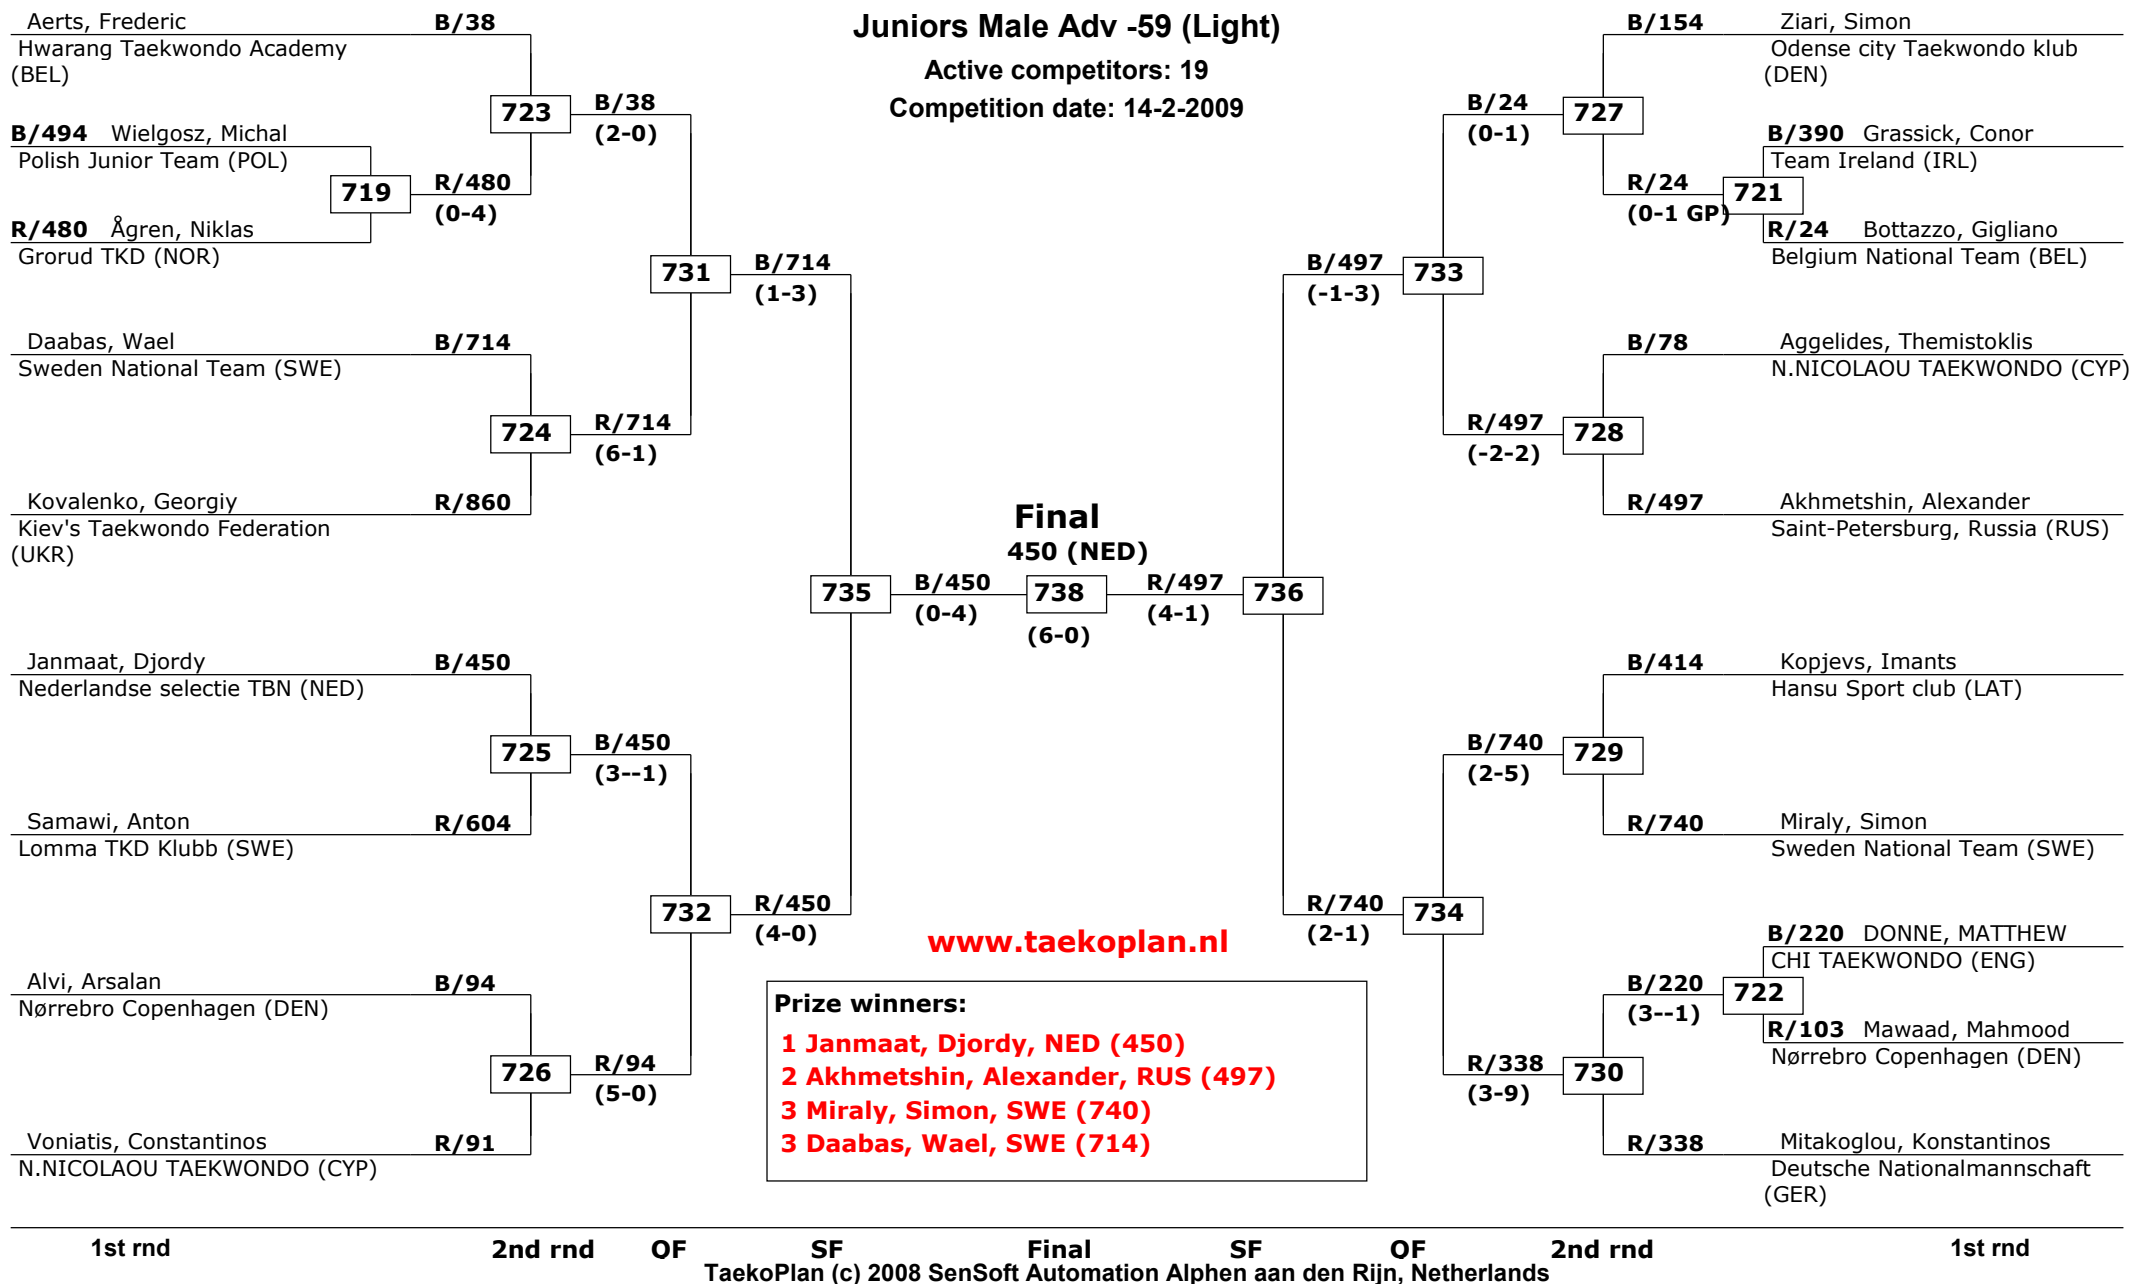 Juniors Male Adv -59 (Light)
Active competitors: 19
Competition date: 14-2-2009
Aerts, Frederic
B/38
Hwarang Taekwondo Academy
(BEL)
723
B/38
(2-0)
B/494 Wielgosz, Michal
Polish Junior Team (POL)
719
R/480
(0-4)
R/480 Ågren, Niklas
Grorud TKD (NOR)
731
B/714
(1-3)
Daabas, Wael
B/714
Sweden National Team (SWE)
724
R/714
(6-1)
Kovalenko, Georgiy
R/860
Kiev's Taekwondo Federation
(UKR)
735
B/450
(0-4)
Janmaat, Djordy
B/450
Nederlandse selectie TBN (NED)
725
B/450
(3--1)
Samawi, Anton
R/604
Lomma TKD Klubb (SWE)
732
R/450
(4-0)
Alvi, Arsalan
B/94
Nørrebro Copenhagen (DEN)
726
R/94
(5-0)
Voniatis, Constantinos
R/91
N.NICOLAOU TAEKWONDO (CYP)
Final
450 (NED)
738
(6-0)
R/497
(4-1)
736
B/154
Ziari, Simon
Odense city Taekwondo klub
(DEN)
B/24
(0-1)
727
B/390 Grassick, Conor
Team Ireland (IRL)
R/24
(0-1 GP)
721
R/24 Bottazzo, Gigliano
Belgium National Team (BEL)
B/497
(-1-3)
733
B/78
Aggelides, Themistoklis
N.NICOLAOU TAEKWONDO (CYP)
R/497
(-2-2)
728
R/497
Akhmetshin, Alexander
Saint-Petersburg, Russia (RUS)
B/414
Kopjevs, Imants
Hansu Sport club (LAT)
B/740
(2-5)
729
R/740
Miraly, Simon
Sweden National Team (SWE)
R/740
(2-1)
734
B/220 DONNE, MATTHEW
CHI TAEKWONDO (ENG)
B/220
(3--1)
722
R/103 Mawaad, Mahmood
Nørrebro Copenhagen (DEN)
R/338
(3-9)
730
R/338
Mitakoglou, Konstantinos
Deutsche Nationalmannschaft
(GER)
www.taekoplan.nl
Prize winners:
1 Janmaat, Djordy, NED (450)
2 Akhmetshin, Alexander, RUS (497)
3 Miraly, Simon, SWE (740)
3 Daabas, Wael, SWE (714)
1st rnd 2nd rnd QF SF Final SF QF 2nd rnd 1st rnd
TaekoPlan (c) 2008 SenSoft Automation Alphen aan den Rijn, Netherlands